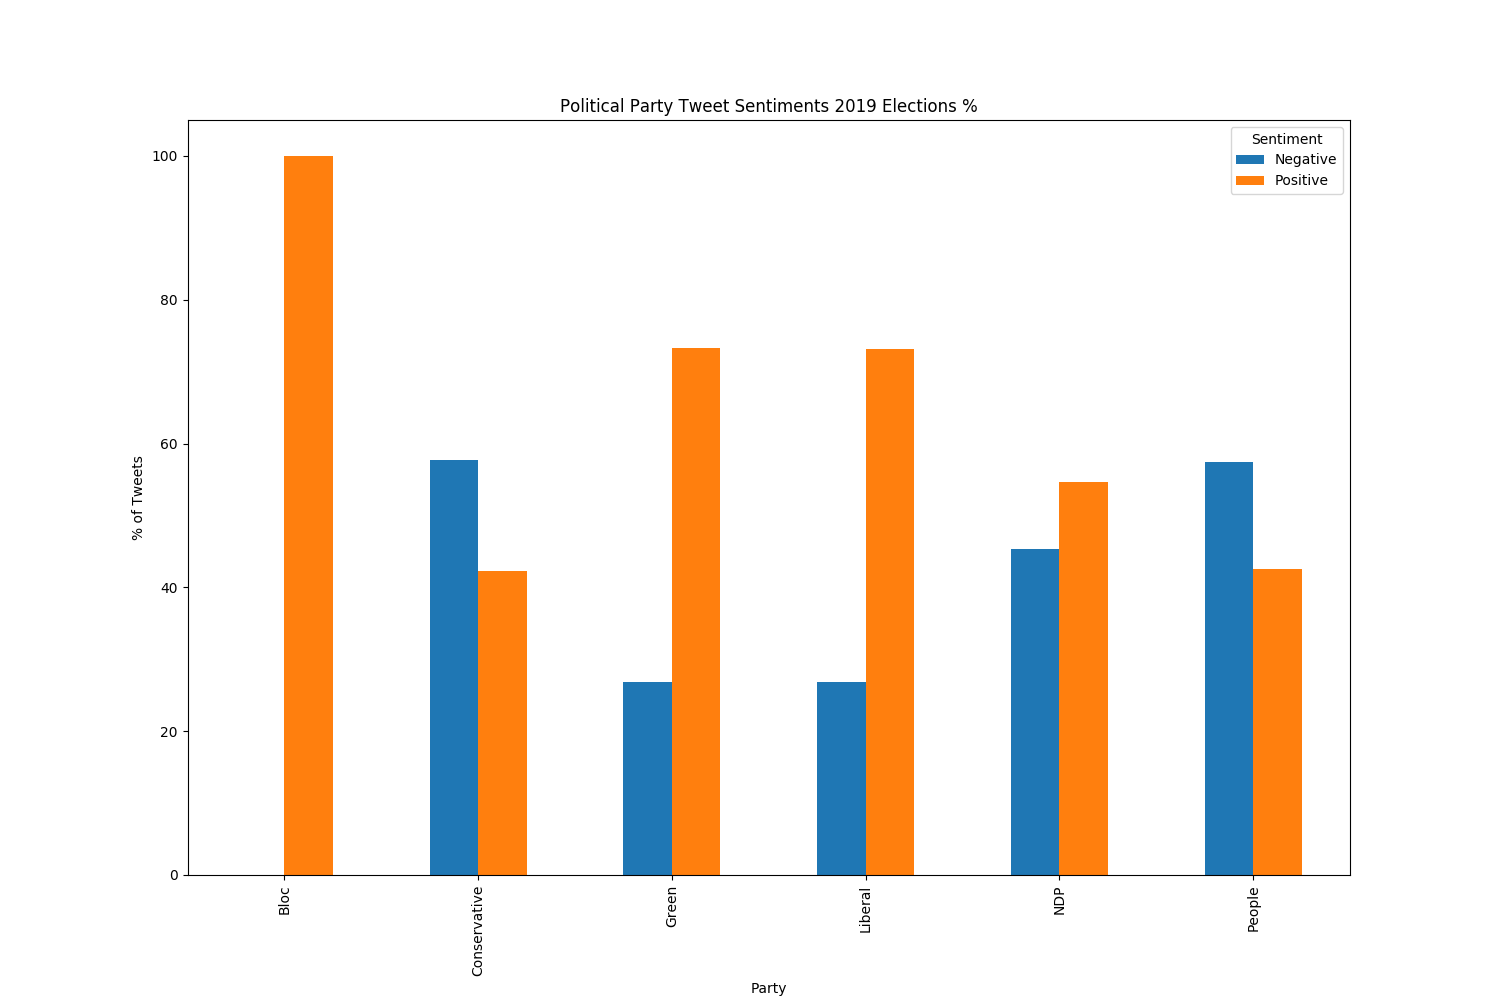 Political Party Tweet Sentiments 2019 Elections %
Sentiment
Negative
Positive
% of Tweets
100
80
60
40
20
0
Bloc
Conservative
Green
Liberal
NDP
People
Party